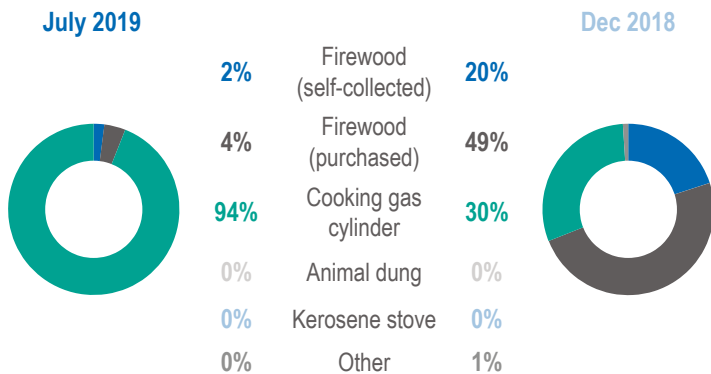 July 2019
Dec 2018
2% Firewood (self-collected) 20%
4% Firewood (purchased) 49%
94% Cooking gas cylinder 30%
0% Animal dung 0%
0% Kerosene stove 0%
0% Other 1%